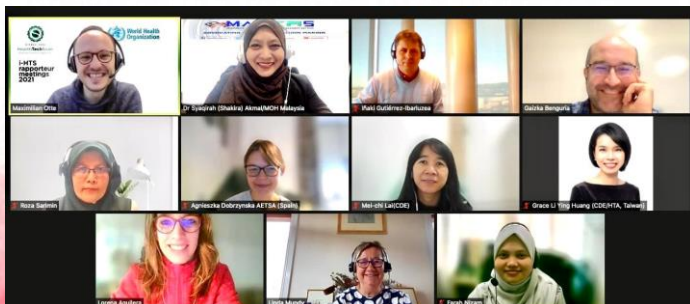 World Health
Organization
i-HTS
rapporteur
meetings
2021
Maximilian Otte
Dr Syaqirah (Shakira) Akmal/MOH Malaysia
Iñaki Gutiérrez-Ibarluzea
Gaizka Benguria
Roza Sarimin
Agnieszka Dobrzynska AETSA (Spain)
Mei-chi Lai(CDE)
Grace Li Ying Huang (CDE/HTA, Taiwan)
Linda Mundy
Farah Nizam